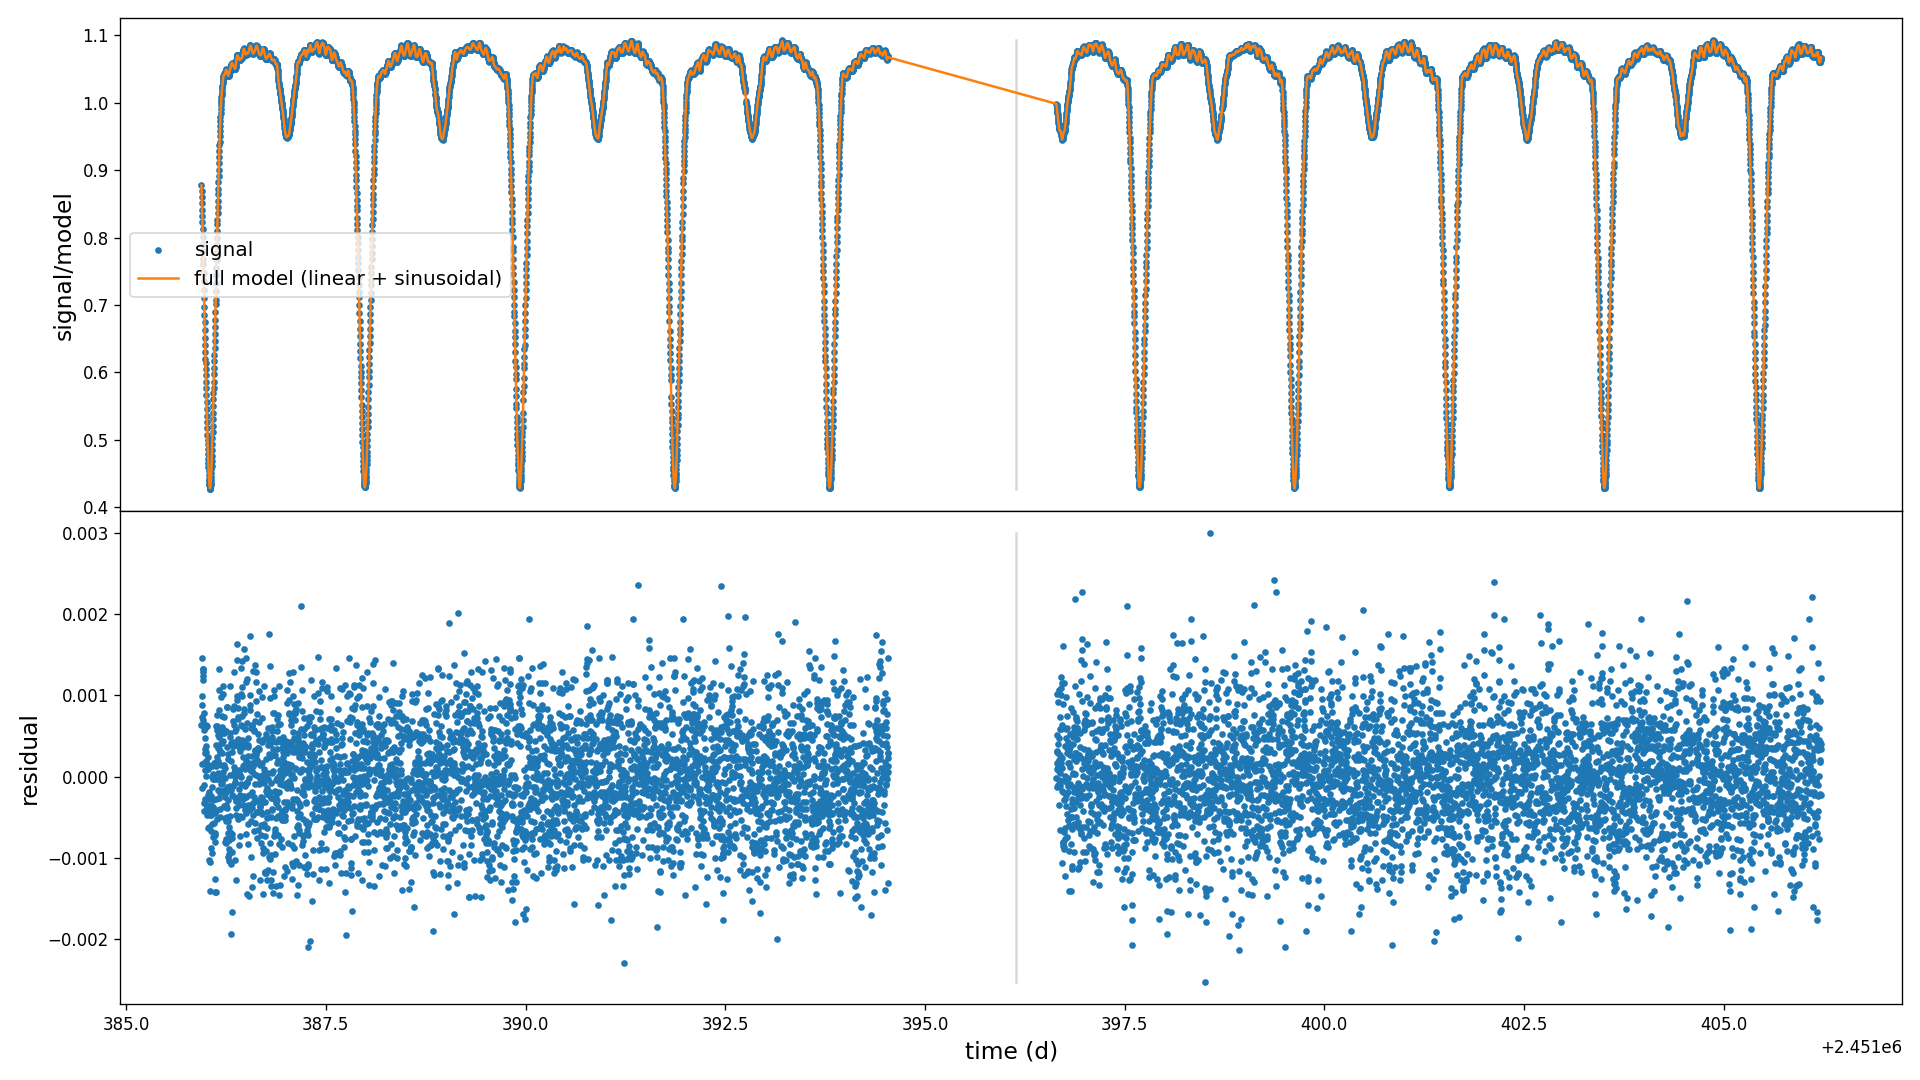 1.1
1.0
0.9
0.8
0.7
0.6
0.5
0.4
signal/model
signal
full model (linear + sinusoidal)
0.003
0.002
0.001
0.000
−0.001
−0.002
residual
385.0 387.5 390.0 392.5 395.0 397.5 400.0 402.5 405.0
time (d)
+2.451e6